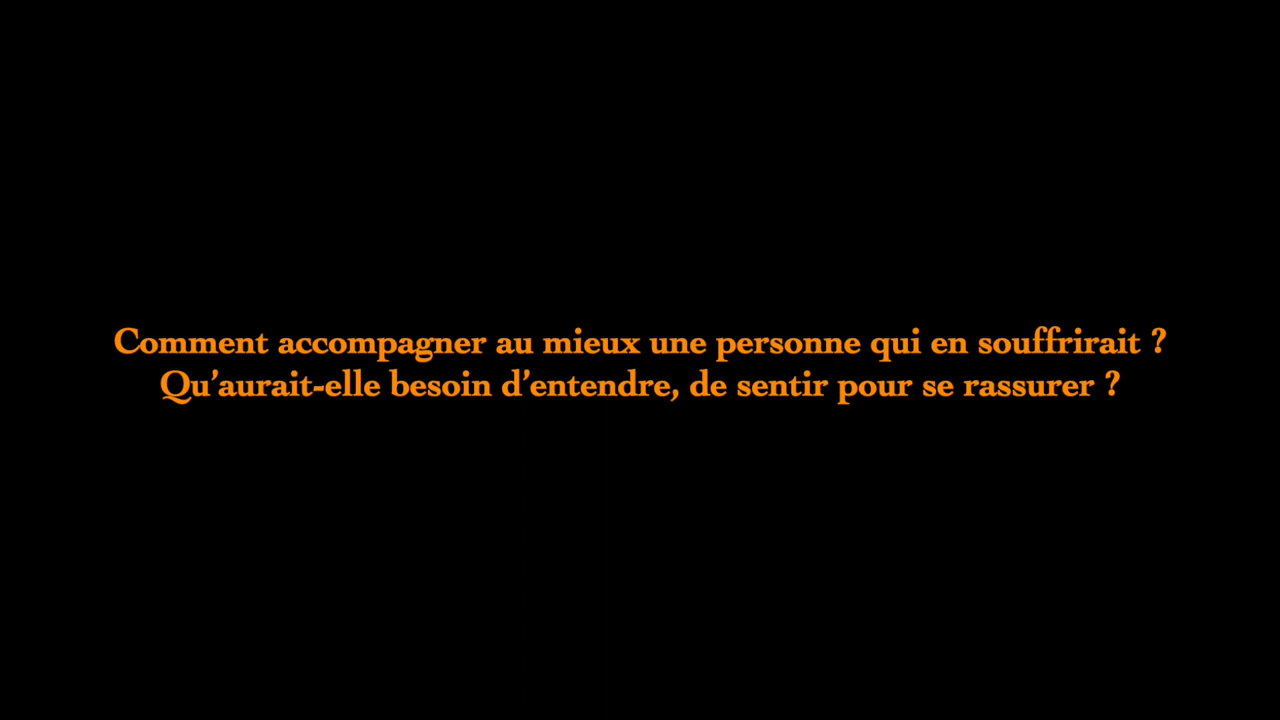 Comment accompagner au mieux une personne qui en souffrirait ?
Qu'aurait-elle besoin d'entendre, de sentir pour se rassurer ?